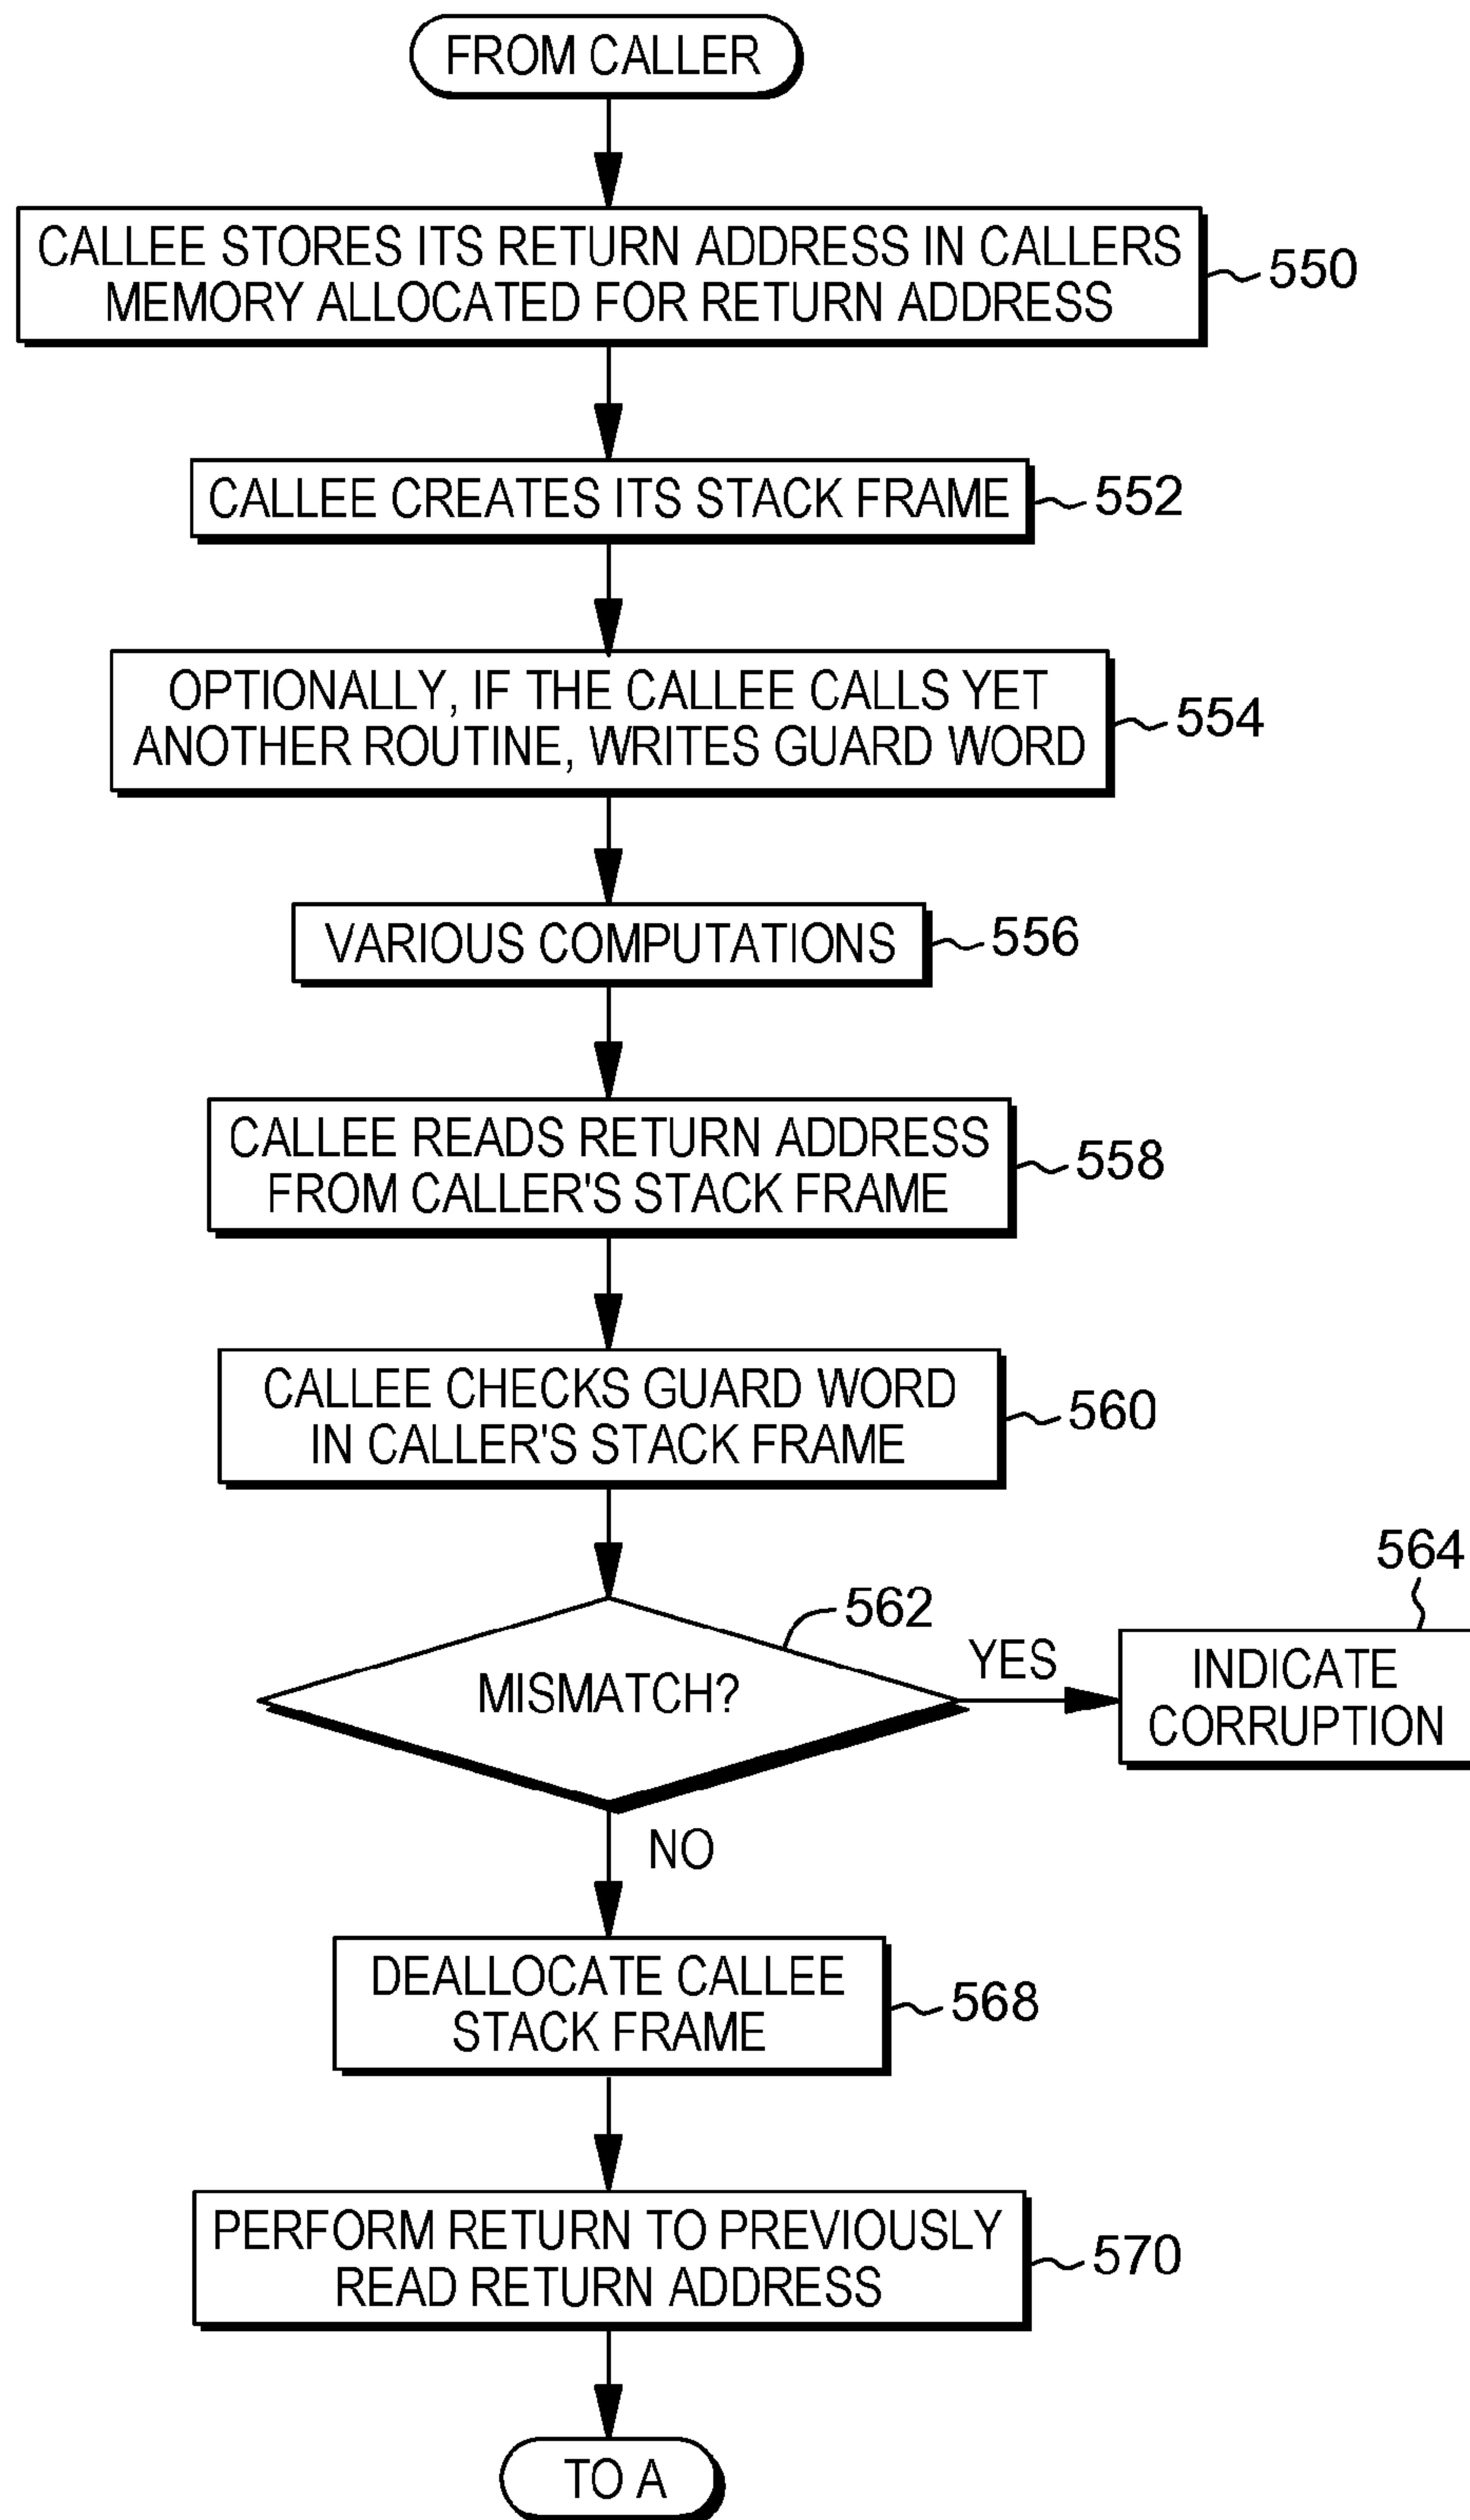 FROM CALLER
CALLEE STORES ITS RETURN ADDRESS IN CALLERS
MEMORY ALLOCATED FOR RETURN ADDRESS
550
CALLEE CREATES ITS STACK FRAME
552
OPTIONALLY, IF THE CALLEE CALLS YET
ANOTHER ROUTINE, WRITES GUARD WORD
554
VARIOUS COMPUTATIONS
556
CALLEE READS RETURN ADDRESS
FROM CALLER'S STACK FRAME
558
CALLEE CHECKS GUARD WORD
IN CALLER'S STACK FRAME
560
MISMATCH?
562
YES
564
INDICATE
CORRUPTION
NO
DEALLOCATE CALLEE
STACK FRAME
568
PERFORM RETURN TO PREVIOUSLY
READ RETURN ADDRESS
570
TO A